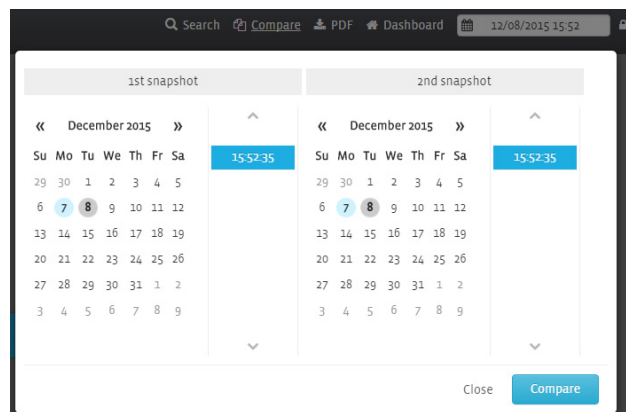 Search Compare PDF Dashboard 12/08/2015 15:52
1st snapshot 2nd snapshot
« December 2015 » « December 2015 »
Su Mo Tu We Th Fr Sa 15:52:35 Su Mo Tu We Th Fr Sa 15:52:35
29 30 1 2 3 4 5 29 30 1 2 3 4 5
6 7 8 9 10 11 12 6 7 8 9 10 11 12
13 14 15 16 17 18 19 13 14 15 16 17 18 19
20 21 22 23 24 25 26 20 21 22 23 24 25 26
27 28 29 30 31 1 2 27 28 29 30 31 1 2
3 4 5 6 7 8 9 3 4 5 6 7 8 9
Close Compare